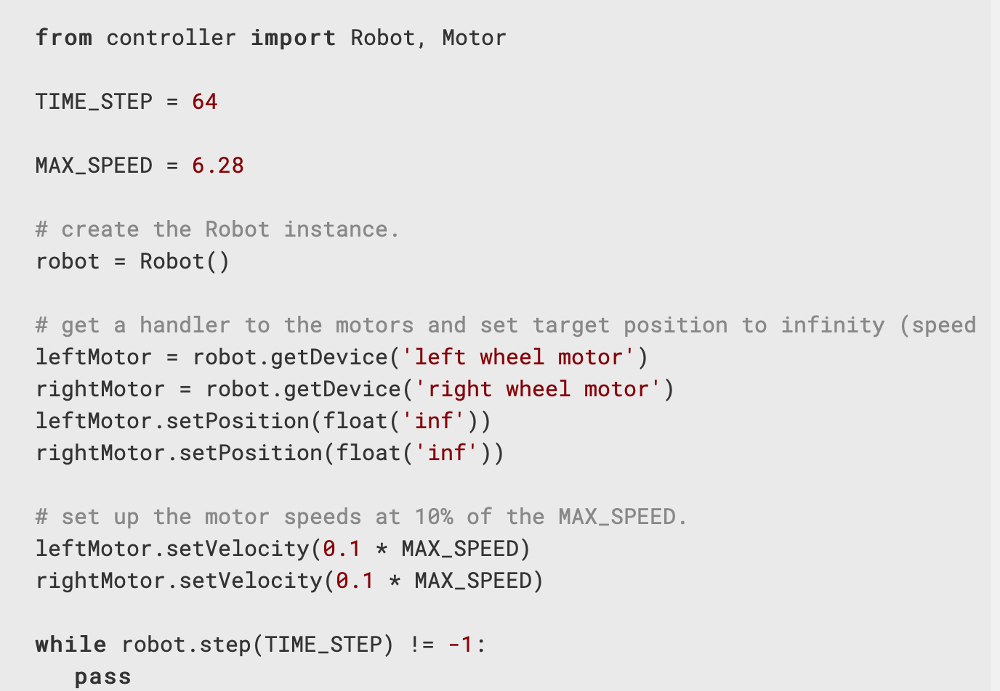 from controller import Robot, Motor
TIME_STEP = 64
MAX_SPEED = 6.28
# create the Robot instance.
robot = Robot()
# get a handler to the motors and set target position to infinity (speed
leftMotor = robot.getDevice('left wheel motor')
rightMotor = robot.getDevice('right wheel motor')
leftMotor.setPosition(float('inf'))
rightMotor.setPosition(float('inf'))
# set up the motor speeds at 10% of the MAX_SPEED.
leftMotor.setVelocity(0.1 * MAX_SPEED)
rightMotor.setVelocity(0.1 * MAX_SPEED)
while robot.step(TIME_STEP) != -1:
   pass